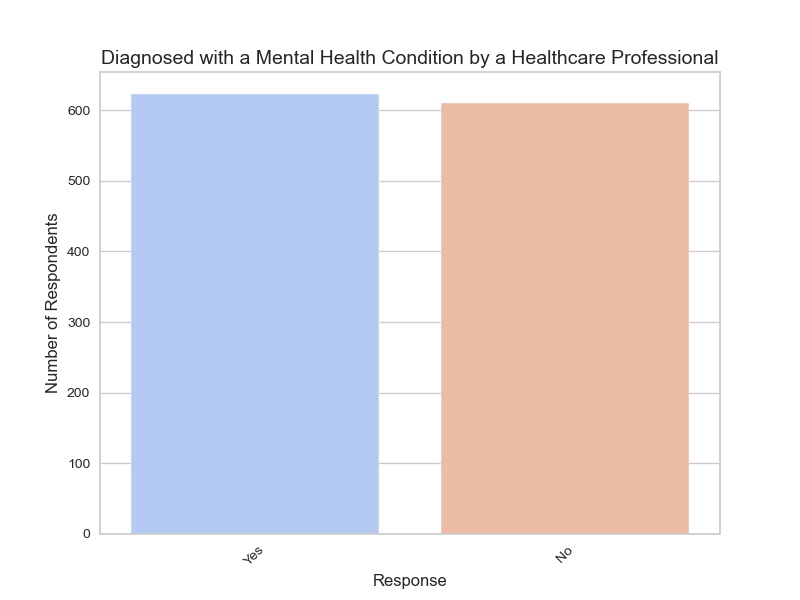 Diagnosed with a Mental Health Condition by a Healthcare Professional
Number of Respondents
600
500
400
300
200
100
0
Yes
No
Response